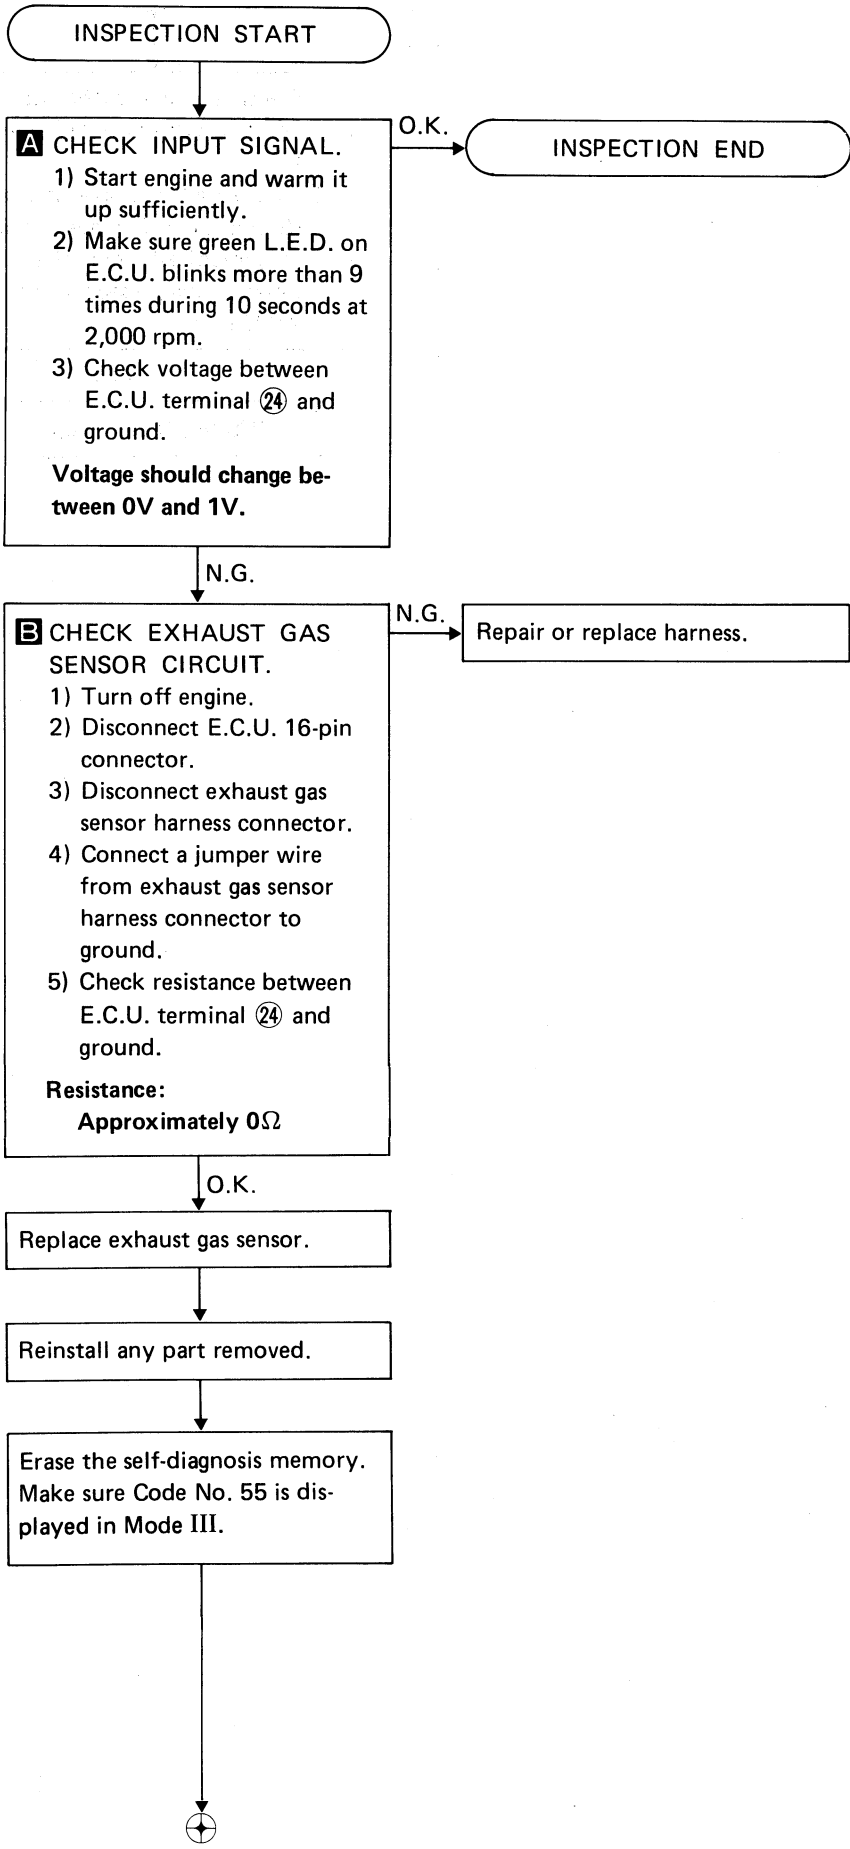 INSPECTION START
O.K.
INSPECTION END
A CHECK INPUT SIGNAL.
1) Start engine and warm it
up sufficiently.
2) Make sure green L.E.D. on
E.C.U. blinks more than 9
times during 10 seconds at
2,000 rpm.
3) Check voltage between
E.C.U. terminal ㉔ and
ground.
Voltage should change be-
tween 0V and 1V.
N.G.
B CHECK EXHAUST GAS
SENSOR CIRCUIT.
1) Turn off engine.
2) Disconnect E.C.U. 16-pin
connector.
3) Disconnect exhaust gas
sensor harness connector.
4) Connect a jumper wire
from exhaust gas sensor
harness connector to
ground.
5) Check resistance between
E.C.U. terminal ㉔ and
ground.
Resistance:
Approximately 0Ω
N.G.
Repair or replace harness.
O.K.
Replace exhaust gas sensor.
Reinstall any part removed.
Erase the self-diagnosis memory.
Make sure Code No. 55 is dis-
played in Mode III.